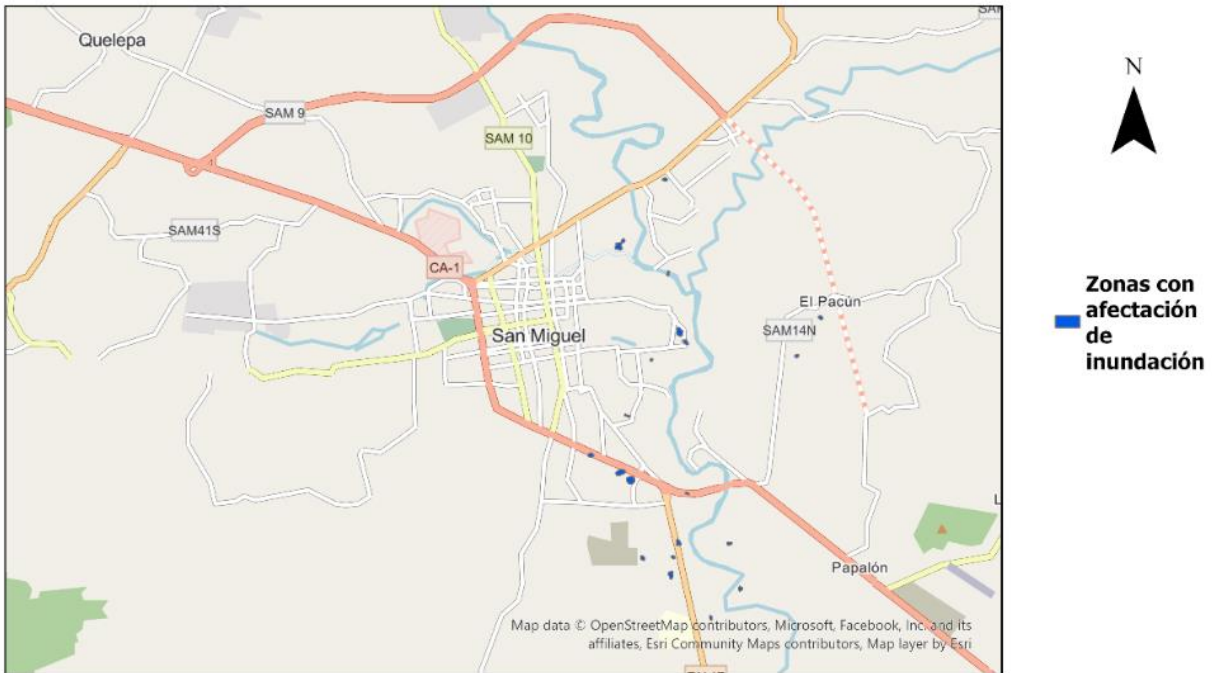 Quelepa
SAM 9
SAM 10
SAM41S
4
CA-1
San Miguel
El Pacún
SAM14N
Papalón
Map data © OpenStreetMap contributors, Microsoft, Facebook, Inc. and its
affiliates, Esri Community Maps contributors, Map layer by Esri
N
Zonas con
afectación
de
inundación